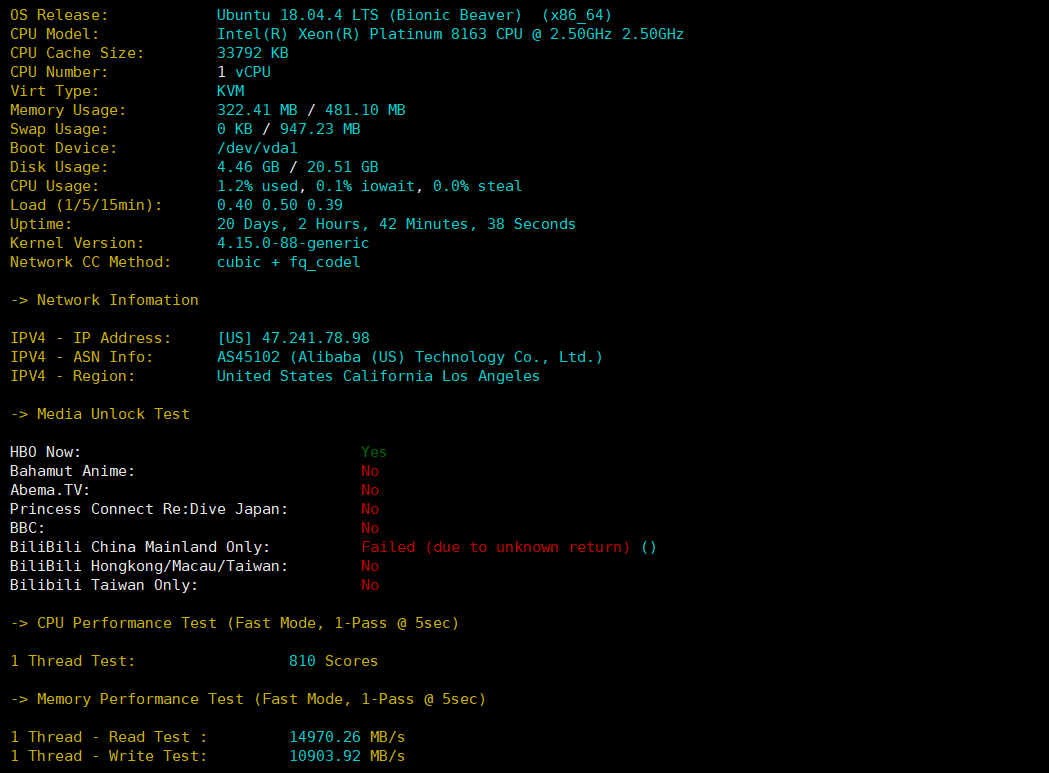 OS Release: Ubuntu 18.04.4 LTS (Bionic Beaver) (x86_64)
CPU Model: Intel(R) Xeon(R) Platinum 8163 CPU @ 2.50GHz 2.50GHz
CPU Cache Size: 33792 KB
CPU Number: 1 vCPU
Virt Type: KVM
Memory Usage: 322.41 MB / 481.10 MB
Swap Usage: 0 KB / 947.23 MB
Boot Device: /dev/vda1
Disk Usage: 4.46 GB / 20.51 GB
CPU Usage: 1.2% used, 0.1% iowait, 0.0% steal
Load (1/5/15min): 0.40 0.50 0.39
Uptime: 20 Days, 2 Hours, 42 Minutes, 38 Seconds
Kernel Version: 4.15.0-88-generic
Network CC Method: cubic + fq_codel
-> Network Infomation
IPV4 - IP Address: [US] 47.241.78.98
IPV4 - ASN Info: AS45102 (Alibaba (US) Technology Co., Ltd.)
IPV4 - Region: United States California Los Angeles
-> Media Unlock Test
HBO Now: Yes
Bahamut Anime: No
Abema.TV: No
Princess Connect Re:Dive Japan: No
BBC: No
BiliBili China Mainland Only: Failed (due to unknown return) ()
BiliBili Hongkong/Macau/Taiwan: No
Bilibili Taiwan Only: No
-> CPU Performance Test (Fast Mode, 1-Pass @ 5sec)
1 Thread Test: 810 Scores
-> Memory Performance Test (Fast Mode, 1-Pass @ 5sec)
1 Thread - Read Test : 14970.26 MB/s
1 Thread - Write Test: 10903.92 MB/s